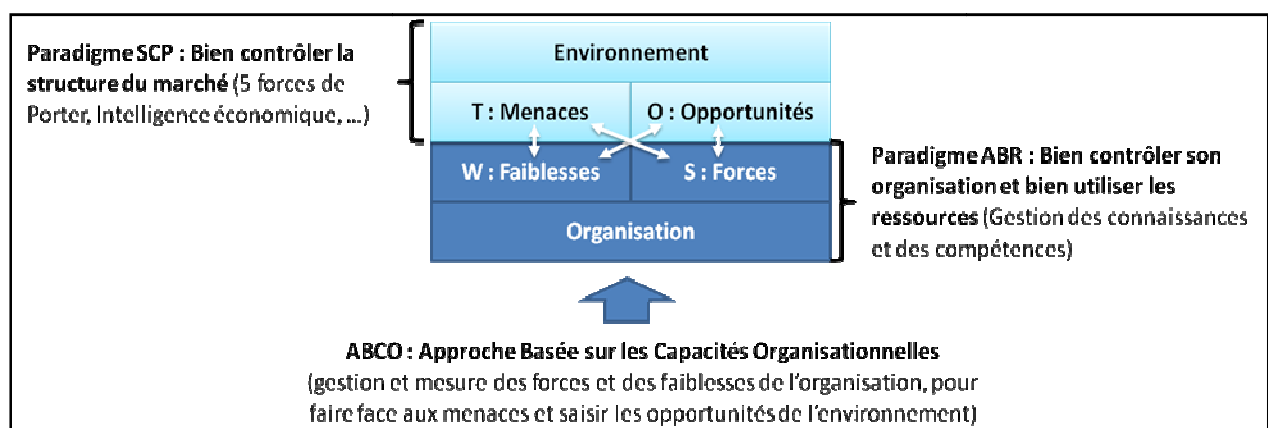 Paradigme SCP : Bien contrôler la
structure du marché (5 forces de
Porter, Intelligence économique, ...)
Environnement
T : Menaces
O : Opportunités
W : Faiblesses
S : Forces
Organisation
Paradigme ABR : Bien contrôler son
organisation et bien utiliser les
ressources (Gestion des connaissances
et des compétences)
ABCO : Approche Basée sur les Capacités Organisationnelles
(gestion et mesure des forces et des faiblesses de l'organisation, pour
faire face aux menaces et saisir les opportunités de l'environnement)